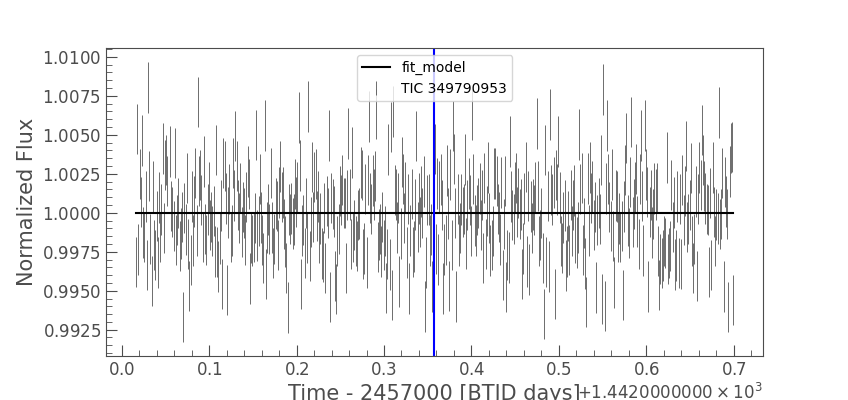 1.0100
1.0075
1.0050
1.0025
1.0000
0.9975
0.9950
0.9925
Normalized Flux
fit_model
TIC 349790953
0.0 0.1 0.2 0.3 0.4 0.5 0.6 0.7
Time - 2457000 [BTJD days]
+1.4420000000 × 10³